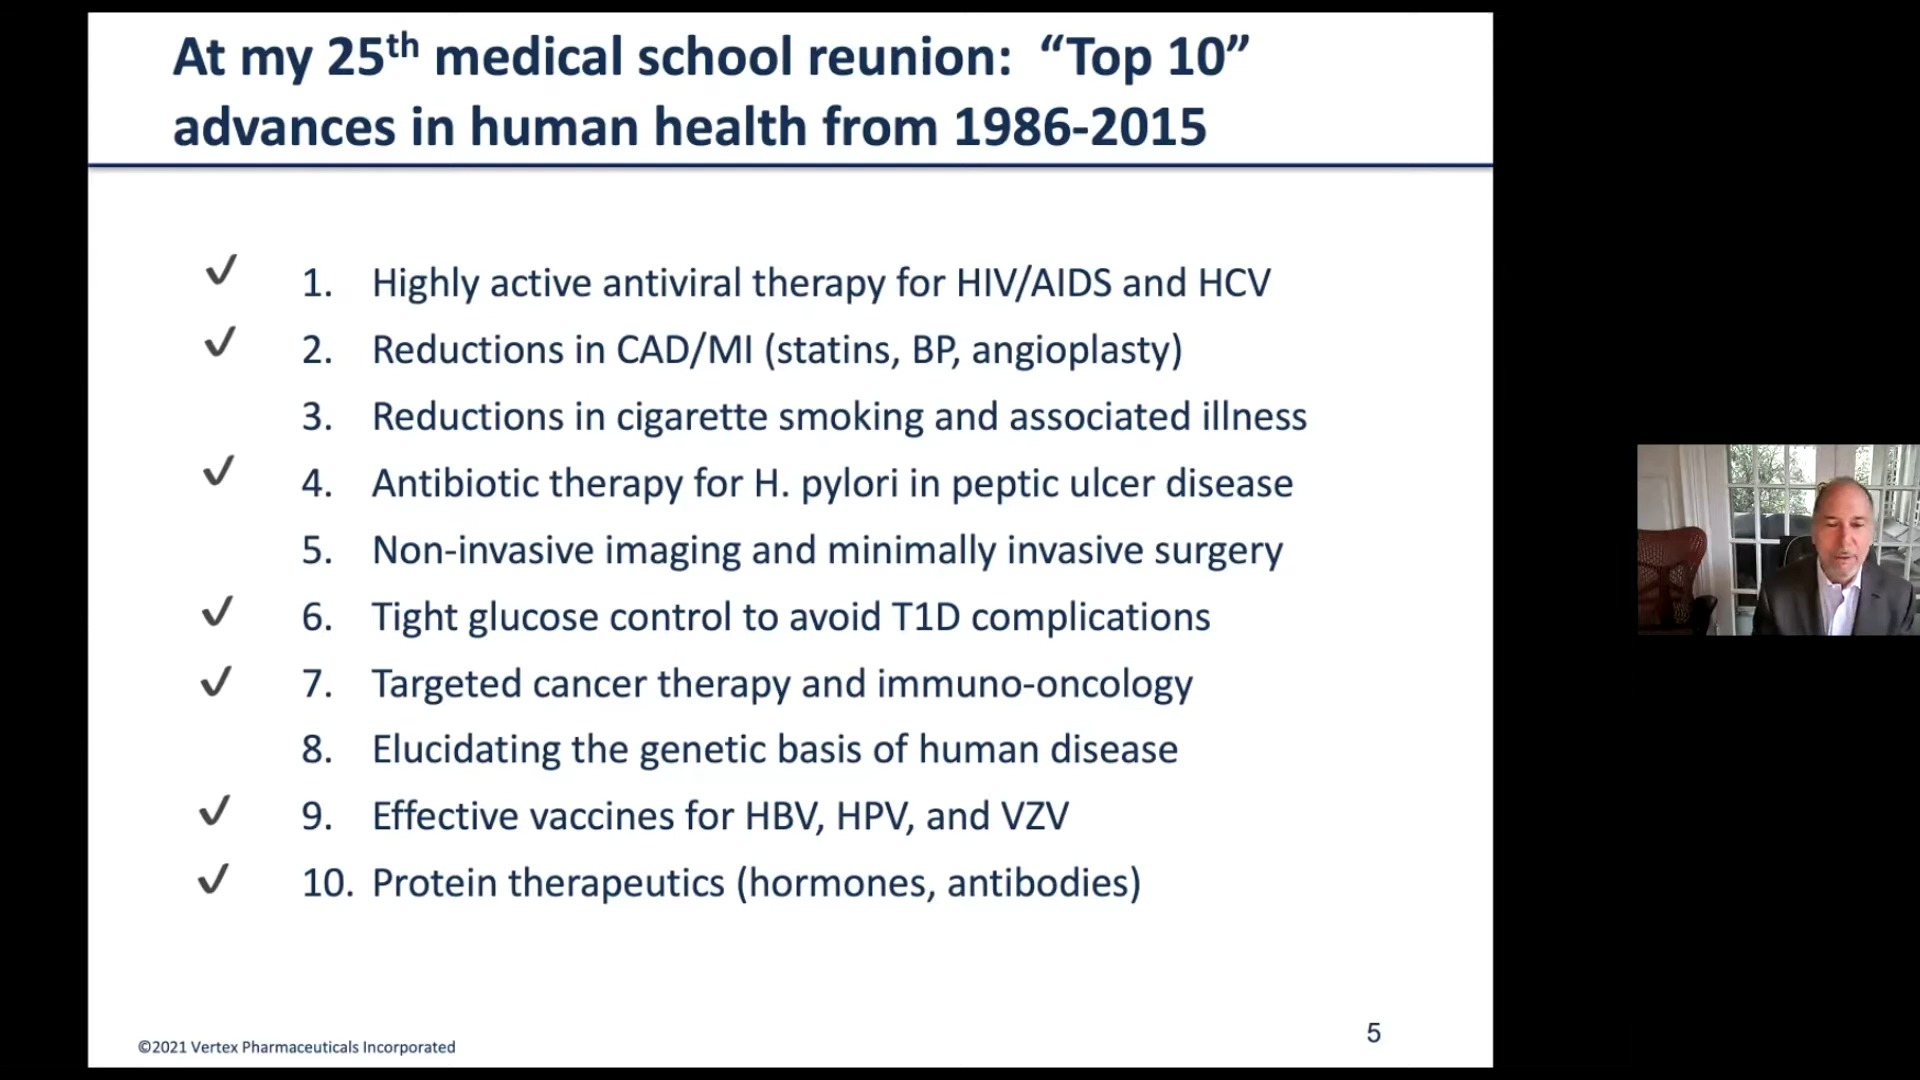 At my 25th medical school reunion: “Top 10”
advances in human health from 1986-2015
✓ 1. Highly active antiviral therapy for HIV/AIDS and HCV
✓ 2. Reductions in CAD/MI (statins, BP, angioplasty)
3. Reductions in cigarette smoking and associated illness
✓ 4. Antibiotic therapy for H. pylori in peptic ulcer disease
5. Non-invasive imaging and minimally invasive surgery
✓ 6. Tight glucose control to avoid T1D complications
✓ 7. Targeted cancer therapy and immuno-oncology
8. Elucidating the genetic basis of human disease
✓ 9. Effective vaccines for HBV, HPV, and VZV
✓ 10. Protein therapeutics (hormones, antibodies)
©2021 Vertex Pharmaceuticals Incorporated
5